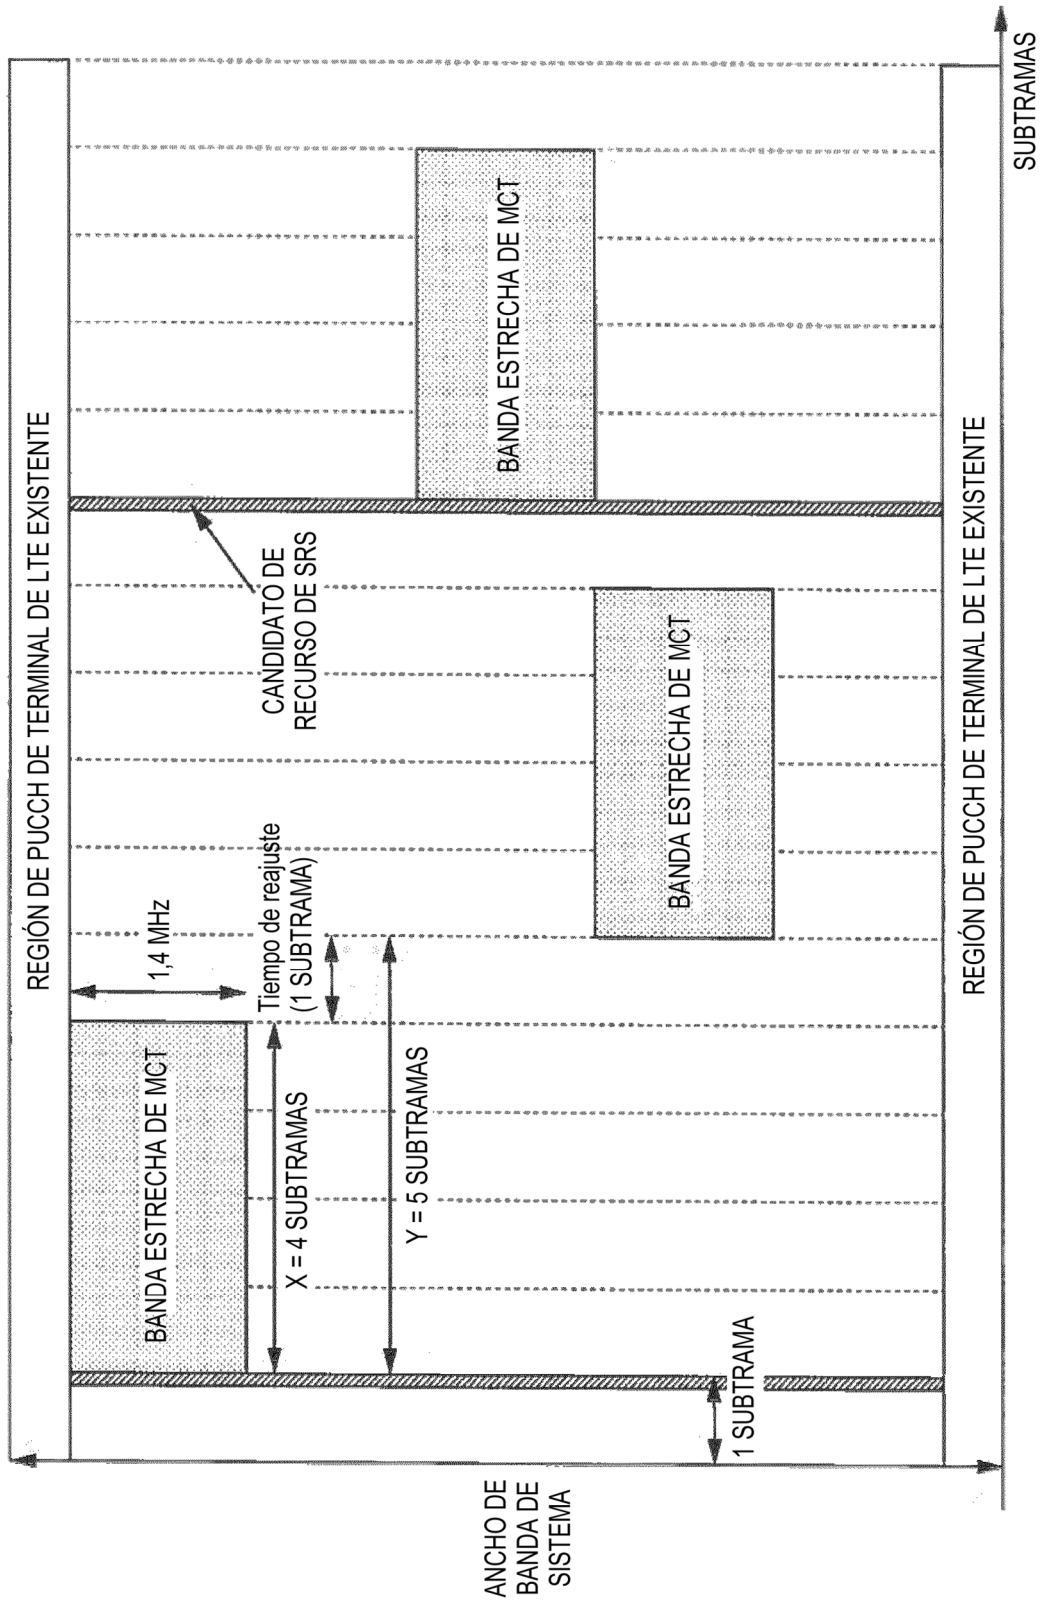 REGIÓN DE PUCCH DE TERMINAL DE LTE EXISTENTE
BANDA ESTRECHA DE MCT
1,4 MHz
Tiempo de reajuste
(1 SUBTRAMA)
X = 4 SUBTRAMAS
Y = 5 SUBTRAMAS
CANDIDATO DE
RECURSO DE SRS
BANDA ESTRECHA DE MCT
BANDA ESTRECHA DE MCT
ANCHO DE
BANDA DE
SISTEMA
1 SUBTRAMA
REGIÓN DE PUCCH DE TERMINAL DE LTE EXISTENTE
SUBTRAMAS